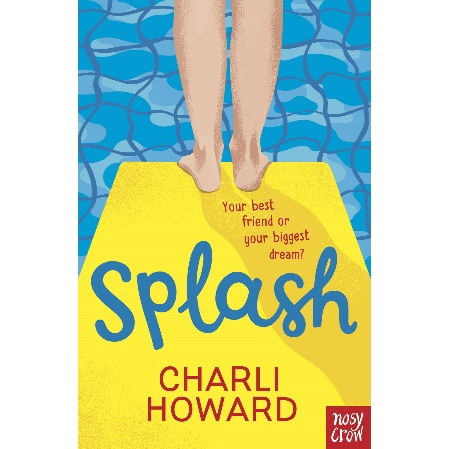 Your best
friend or
your biggest
dream?
Splash
CHARLI
HOWARD
nosy
crow